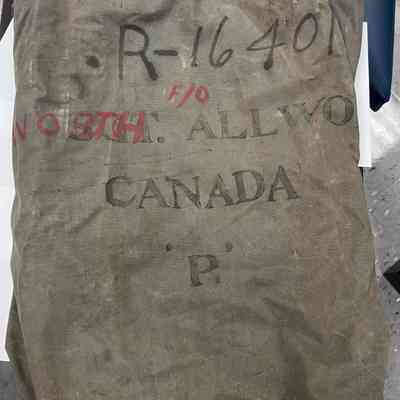 R-16401
F/O
ALLWO
CANADA
'P.'